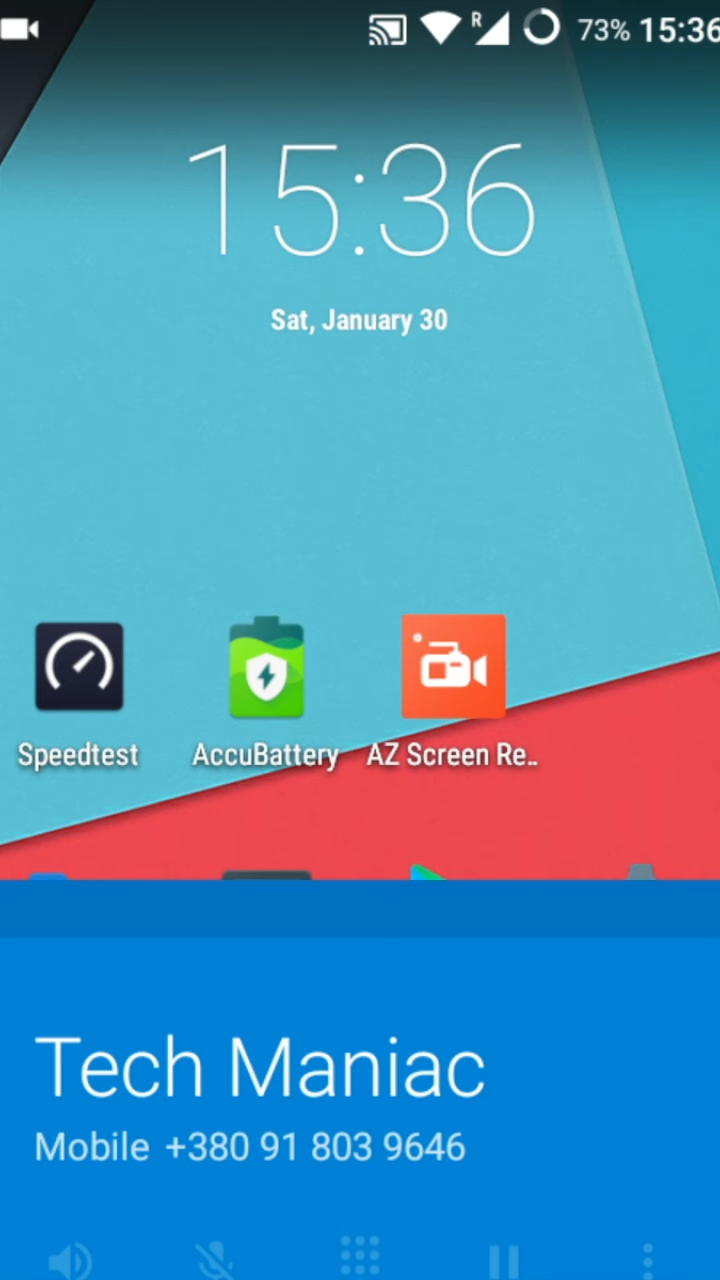 R 73% 15:36
15:36
Sat, January 30
Speedtest AccuBattery AZ Screen Re..
Tech Maniac
Mobile +380 91 803 9646